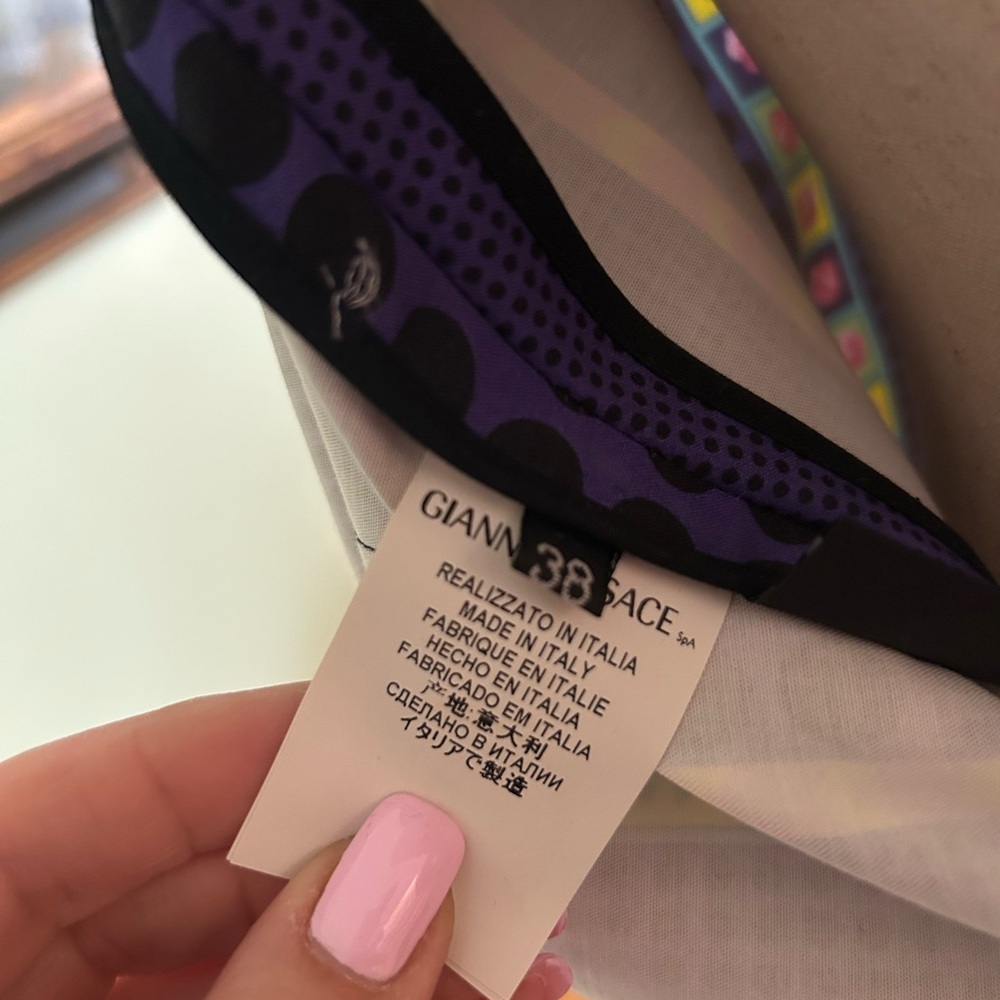 GIANN SACE SpA
38
REALIZZATO IN ITALIA
MADE IN ITALY
FABRIQUE EN ITALIE
HECHO EN ITALIA
FABRICADO EM ITALIA
产地:意大利
СДЕЛАНО В ИТАЛИИ
イタリアで製造